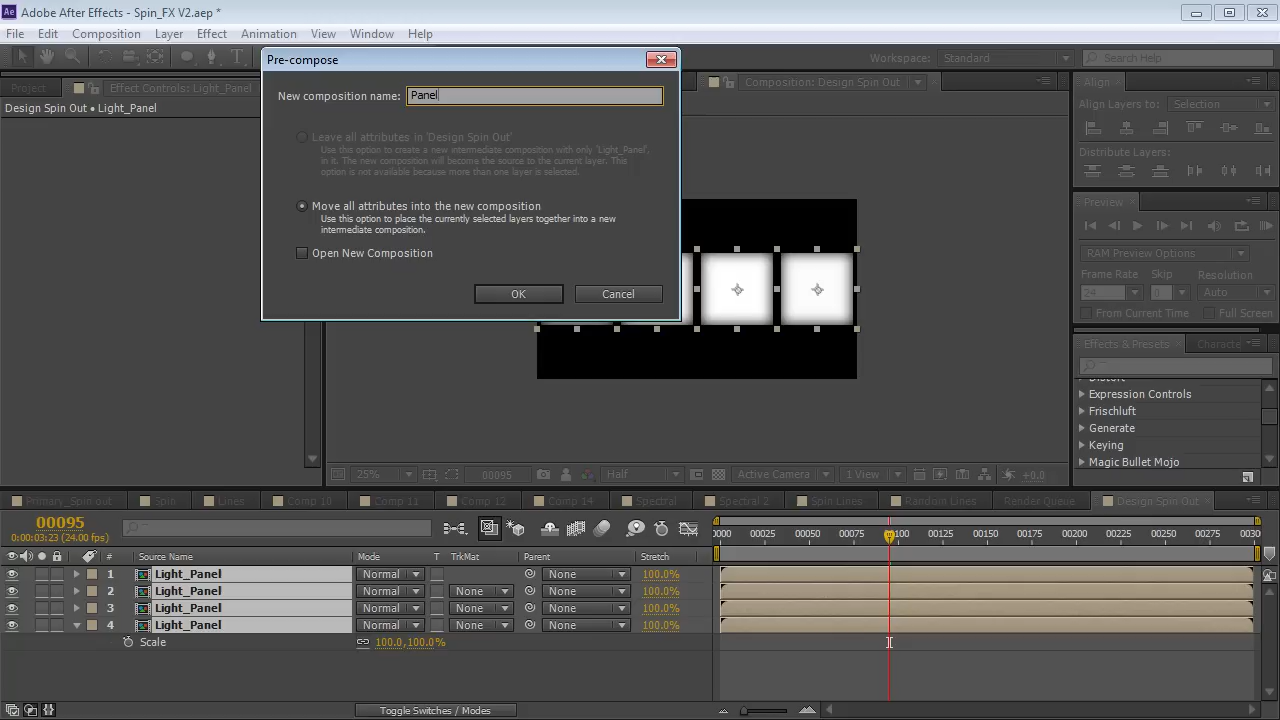 Ae Adobe After Effects - Spin_FX V2.aep *
File Edit Composition Layer Effect Animation View Window Help
Workspace: Standard Search Help
Pre-compose
Project Effect Controls: Light_Panel Composition: Design Spin Out Align
Design Spin Out • Light_Panel
New composition name: Panel
Align Layers to: Selection
Leave all attributes in 'Design Spin Out'
Use this option to create a new intermediate composition with only 'Light_Panel',
in it. The new composition will become the source to the current layer. This
option is not available because more than one layer is selected.
Distribute Layers:
Move all attributes into the new composition
Use this option to place the currently selected layers together into a new
intermediate composition.
Open New Composition
OK Cancel
Preview
RAM Preview Options
Frame Rate Skip Resolution
24 0 Auto
From Current Time Full Screen
Effects & Presets Characte
Distort
Expression Controls
Frischluft
Generate
Keying
Magic Bullet Mojo
25% 00095 Half Active Camera 1 View +0.0
Primary_Spin out Spin Lines Comp 10 Comp 11 Comp 12 Comp 14 Spectral Spectral 2 Spin Lines Random Lines Render Queue Design Spin Out
00095
0:00:03:23 (24.00 fps)
0000 00025 00050 00075 00100 00125 00150 00175 00200 00225 00250 00275 0030
# Source Name Mode T TrkMat Parent Stretch
1 Light_Panel Normal None 100.0%
2 Light_Panel Normal None None 100.0%
3 Light_Panel Normal None None 100.0%
4 Light_Panel Normal None None 100.0%
Scale 100.0,100.0%
Toggle Switches / Modes